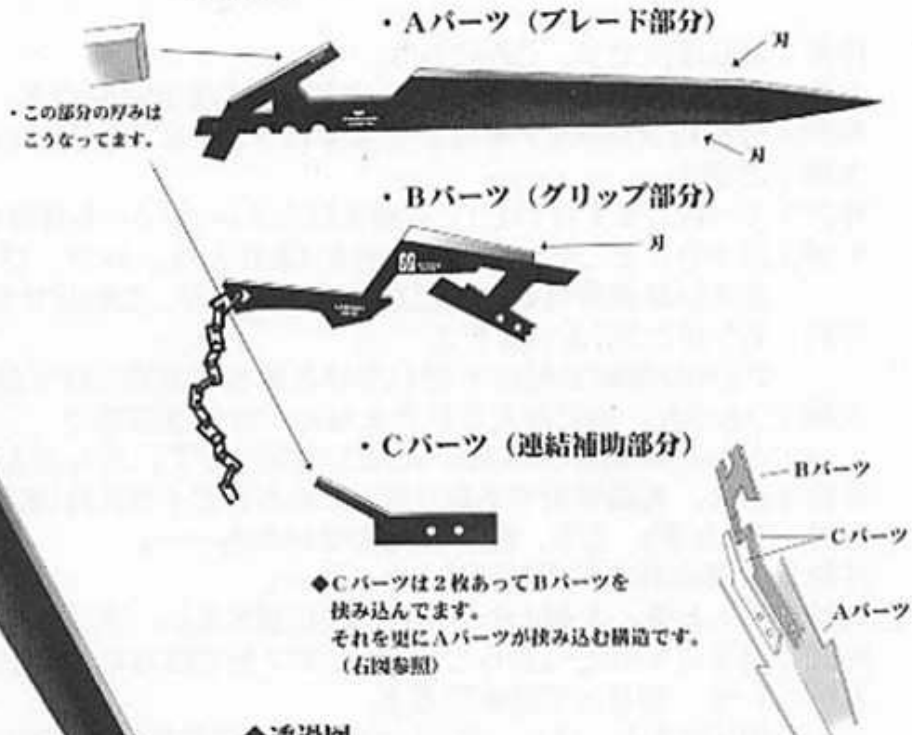 ・Aパーツ（ブレード部分）
刃
・この部分の厚みは
こうなってます。
刃
・Bパーツ（グリップ部分）
刃
・Cパーツ（連結補助部分）
Bパーツ
Cパーツ
Aパーツ
◆Cパーツは2枚あってBパーツを
挟み込んでます。
それを更にAパーツが挟み込む構造です。
（右図参照）
◆透過図